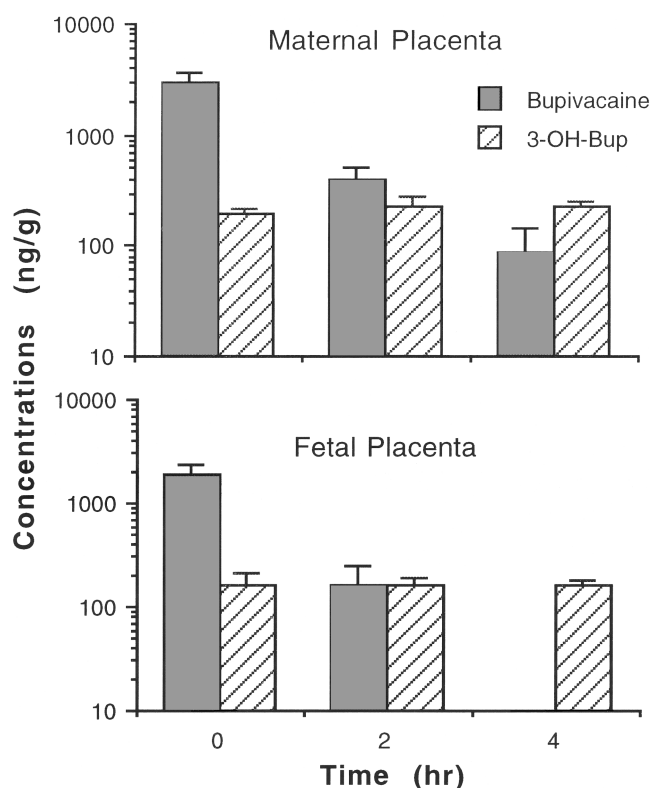 Maternal Placenta
Bupivacaine
3-OH-Bup
10000
1000
100
10
Concentrations (ng/g)
Fetal Placenta
10000
1000
100
10
0 2 4
Time (hr)